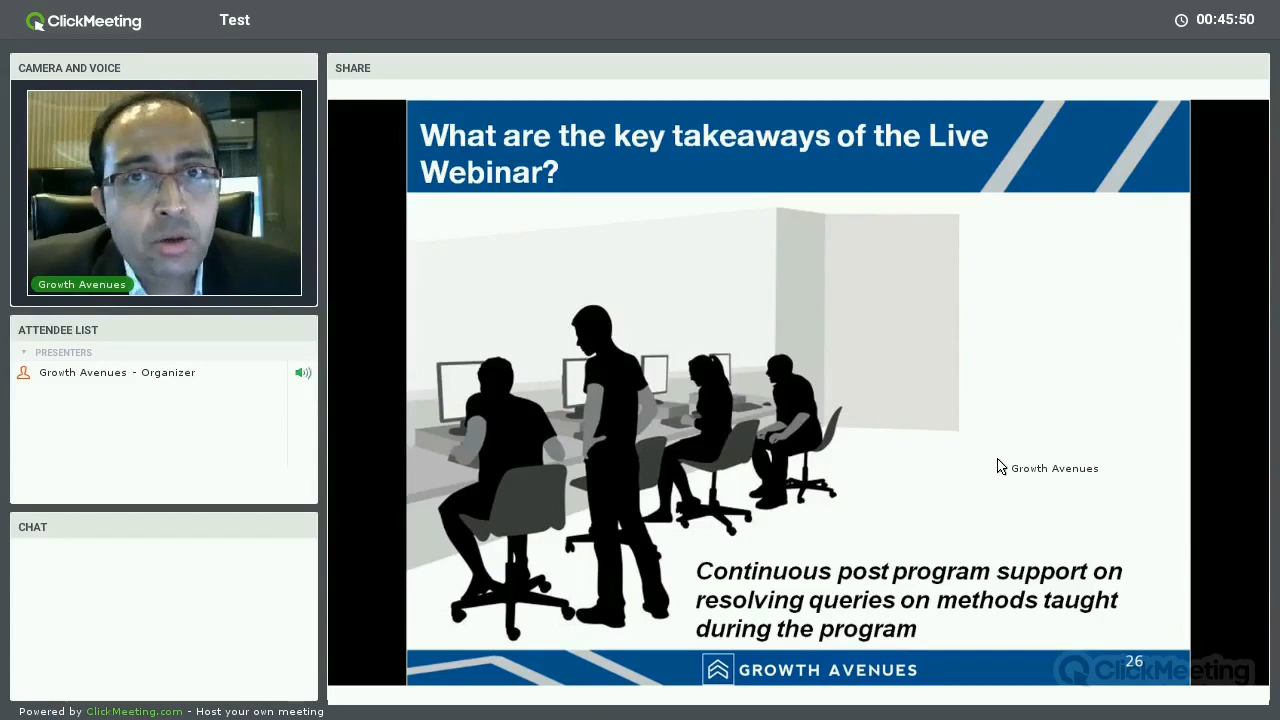 ClickMeeting
Test
00:45:50
CAMERA AND VOICE
Growth Avenues
ATTENDEE LIST
PRESENTERS
Growth Avenues - Organizer
CHAT
Powered by ClickMeeting.com - Host your own meeting
SHARE
What are the key takeaways of the Live
Webinar?
Growth Avenues
Continuous post program support on
resolving queries on methods taught
during the program
GROWTH AVENUES
26
ClickMeeting